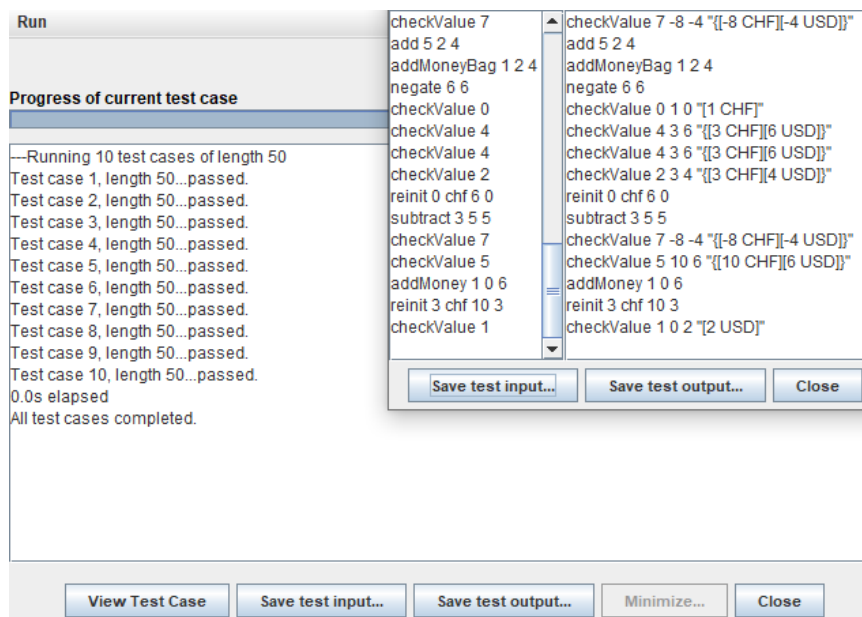 Run
Progress of current test case
---Running 10 test cases of length 50
Test case 1, length 50...passed.
Test case 2, length 50...passed.
Test case 3, length 50...passed.
Test case 4, length 50...passed.
Test case 5, length 50...passed.
Test case 6, length 50...passed.
Test case 7, length 50...passed.
Test case 8, length 50...passed.
Test case 9, length 50...passed.
Test case 10, length 50...passed.
0.0s elapsed
All test cases completed.
checkValue 7
add 5 2 4
addMoneyBag 1 2 4
negate 6 6
checkValue 0
checkValue 4
checkValue 4
checkValue 2
reinit 0 chf 6 0
subtract 3 5 5
checkValue 7
checkValue 5
addMoney 1 0 6
reinit 3 chf 10 3
checkValue 1
checkValue 7 -8 -4 "{[-8 CHF][-4 USD]}"
add 5 2 4
addMoneyBag 1 2 4
negate 6 6
checkValue 0 1 0 "[1 CHF]"
checkValue 4 3 6 "{[3 CHF][6 USD]}"
checkValue 4 3 6 "{[3 CHF][6 USD]}"
checkValue 2 3 4 "{[3 CHF][4 USD]}"
reinit 0 chf 6 0
subtract 3 5 5
checkValue 7 -8 -4 "{[-8 CHF][-4 USD]}"
checkValue 5 10 6 "{[10 CHF][6 USD]}"
addMoney 1 0 6
reinit 3 chf 10 3
checkValue 1 0 2 "[2 USD]"
Save test input...
Save test output...
Close
View Test Case
Save test input...
Save test output...
Minimize...
Close